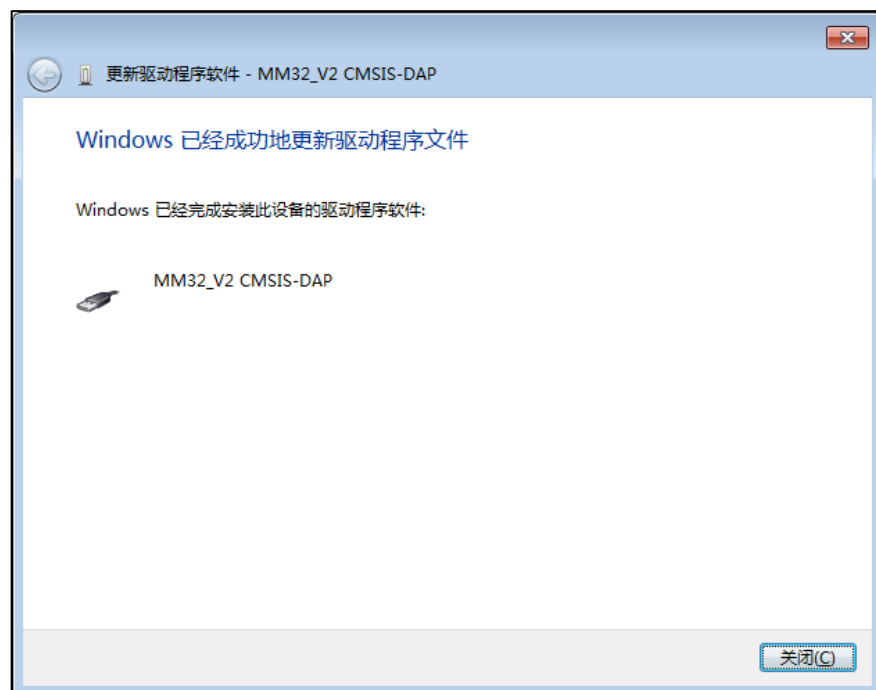 更新驱动程序软件 - MM32_V2 CMSIS-DAP
Windows 已经成功地更新驱动程序文件
Windows 已经完成安装此设备的驱动程序软件:
MM32_V2 CMSIS-DAP
关闭(C)